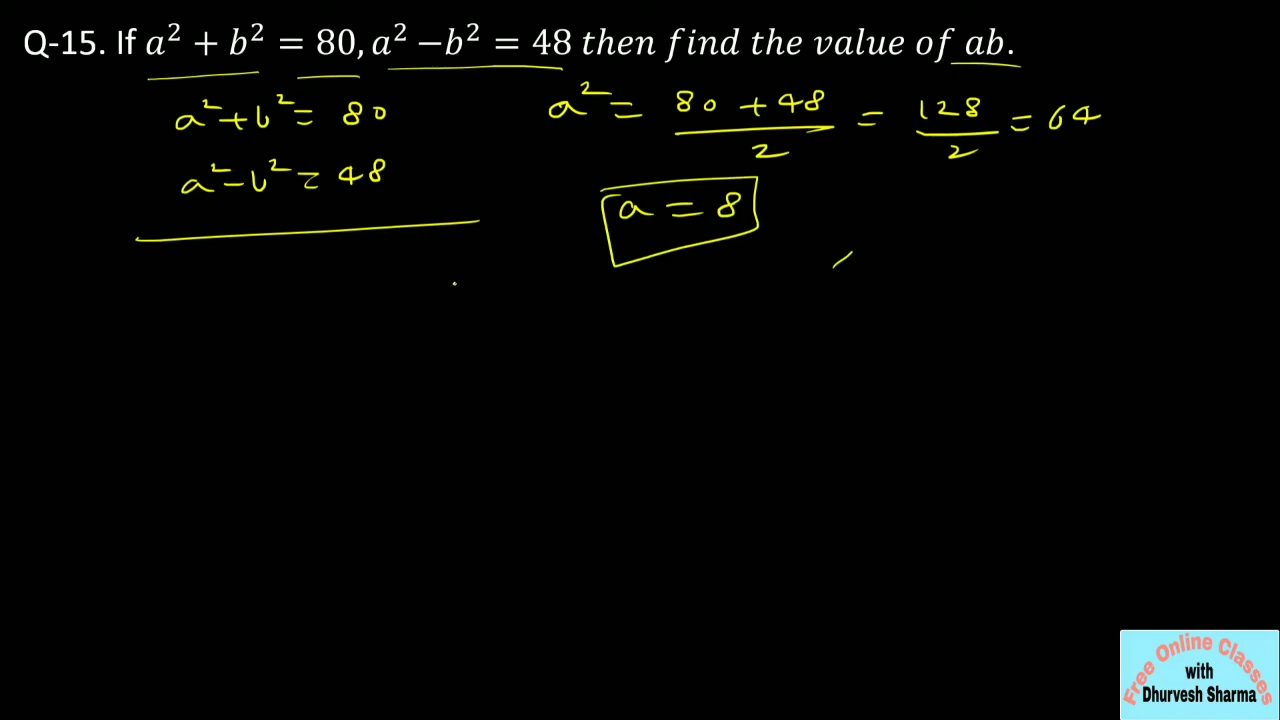 Q-15. If a² + b² = 80, a² −b² = 48 then find the value of ab.
a²+b²= 80
a² = 80 + 48 / 2 = 128 / 2 = 64
a²-b²= 48
a = 8
Free Online Classes
with
Dhurvesh Sharma